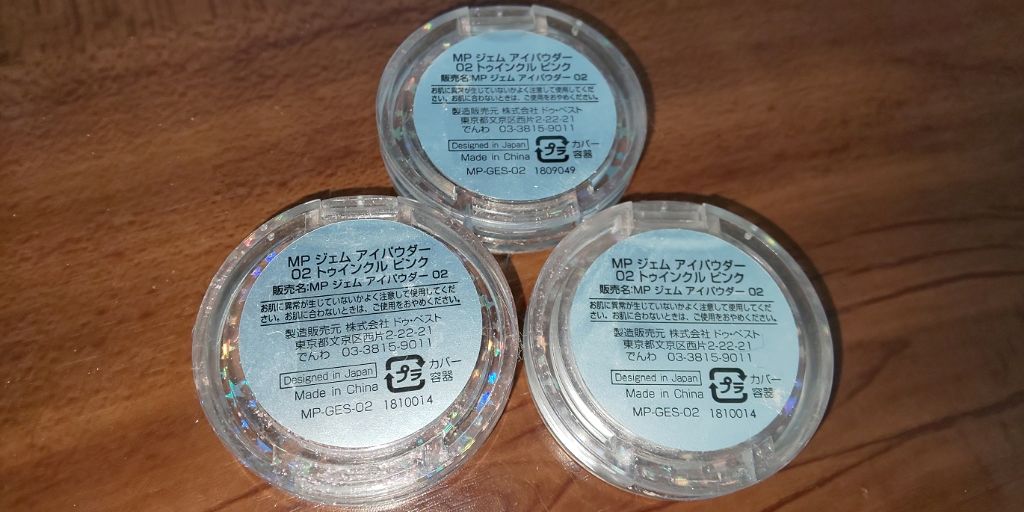 MP ジェム アイパウダー
02 トゥインクル ピンク
販売名:MP ジェム アイパウダー 02
お肌に異常が生じていないかよく注意して使用してくだ
さい。お肌に合わないときは、ご使用をおやめください。
製造販売元 株式会社 ドゥ・ベスト
東京都文京区西片2-22-21
でんわ 03-3815-9011
Designed in Japan プラ カバー
Made in China 容器
MP-GES-02 1809049
MP ジェム アイパウダー
02 トゥインクル ピンク
販売名:MP ジェム アイパウダー 02
お肌に異常が生じていないかよく注意して使用してくだ
さい。お肌に合わないときは、ご使用をおやめください。
製造販売元 株式会社 ドゥ・ベスト
東京都文京区西片2-22-21
でんわ 03-3815-9011
Designed in Japan プラ カバー
Made in China 容器
MP-GES-02 1810014
MP ジェム アイパウダー
02 トゥインクル ピンク
販売名:MP ジェム アイパウダー 02
お肌に異常が生じていないかよく注意して使用してくだ
さい。お肌に合わないときは、ご使用をおやめください。
製造販売元 株式会社 ドゥ・ベスト
東京都文京区西片2-22-21
でんわ 03-3815-9011
Designed in Japan プラ カバー
Made in China 容器
MP-GES-02 1810014